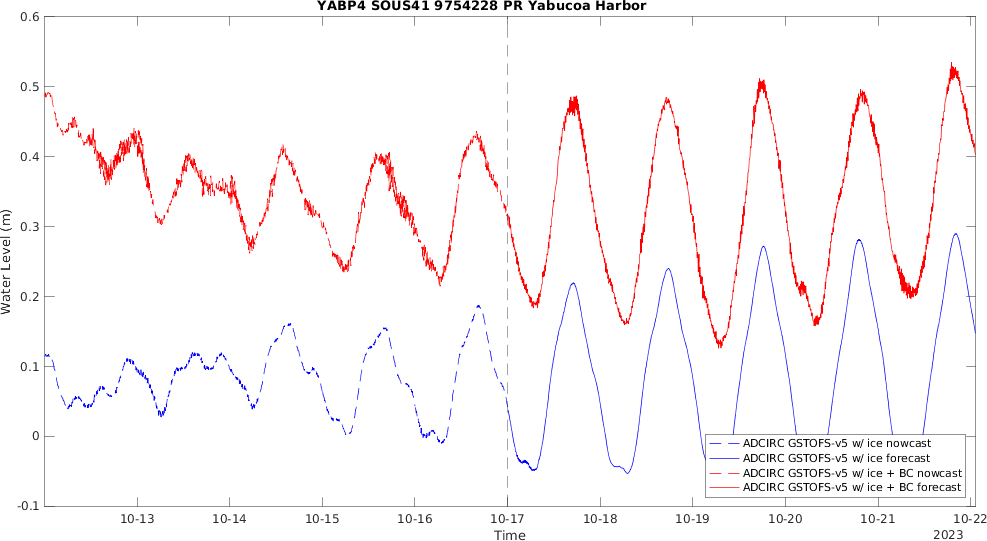 YABP4 SOUS41 9754228 PR Yabucoa Harbor
0.6
0.5
0.4
0.3
0.2
0.1
0
-0.1
Water Level (m)
ADCIRC GSTOFS-v5 w/ ice nowcast
ADCIRC GSTOFS-v5 w/ ice forecast
ADCIRC GSTOFS-v5 w/ ice + BC nowcast
ADCIRC GSTOFS-v5 w/ ice + BC forecast
10-13 10-14 10-15 10-16 10-17 10-18 10-19 10-20 10-21 10-22
Time
2023